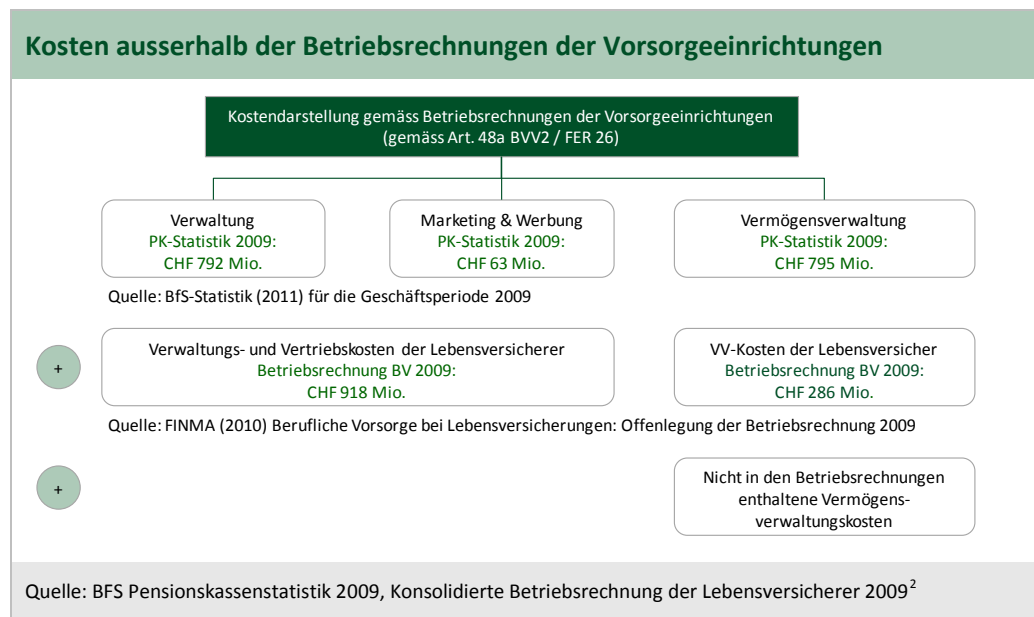 Kosten ausserhalb der Betriebsrechnungen der Vorsorgeeinrichtungen
Kostendarstellung gemäss Betriebsrechnungen der Vorsorgeeinrichtungen
(gemäss Art. 48a BVV2 / FER 26)
Verwaltung
PK-Statistik 2009:
CHF 792 Mio.
Marketing & Werbung
PK-Statistik 2009:
CHF 63 Mio.
Vermögensverwaltung
PK-Statistik 2009:
CHF 795 Mio.
Quelle: BfS-Statistik (2011) für die Geschäftsperiode 2009
+
Verwaltungs- und Vertriebskosten der Lebensversicherer
Betriebsrechnung BV 2009:
CHF 918 Mio.
VV-Kosten der Lebensversicher
Betriebsrechnung BV 2009:
CHF 286 Mio.
Quelle: FINMA (2010) Berufliche Vorsorge bei Lebensversicherungen: Offenlegung der Betriebsrechnung 2009
+
Nicht in den Betriebsrechnungen
enthaltene Vermögens-
verwaltungskosten
Quelle: BFS Pensionskassenstatistik 2009, Konsolidierte Betriebsrechnung der Lebensversicherer 2009²